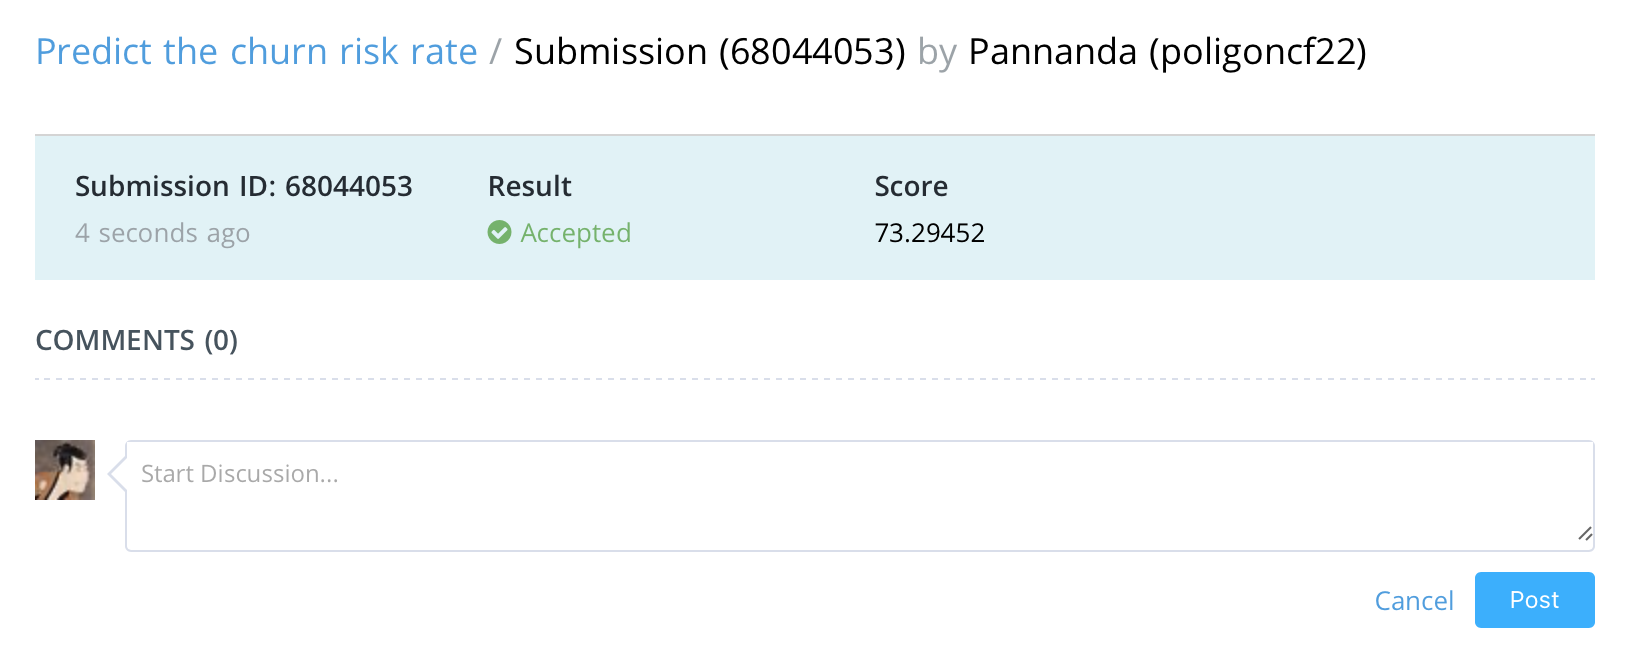 Predict the churn risk rate / Submission (68044053) by Pannanda (poligoncf22)
Submission ID: 68044053 Result Score
4 seconds ago Accepted 73.29452
COMMENTS (0)
Start Discussion...
Cancel Post